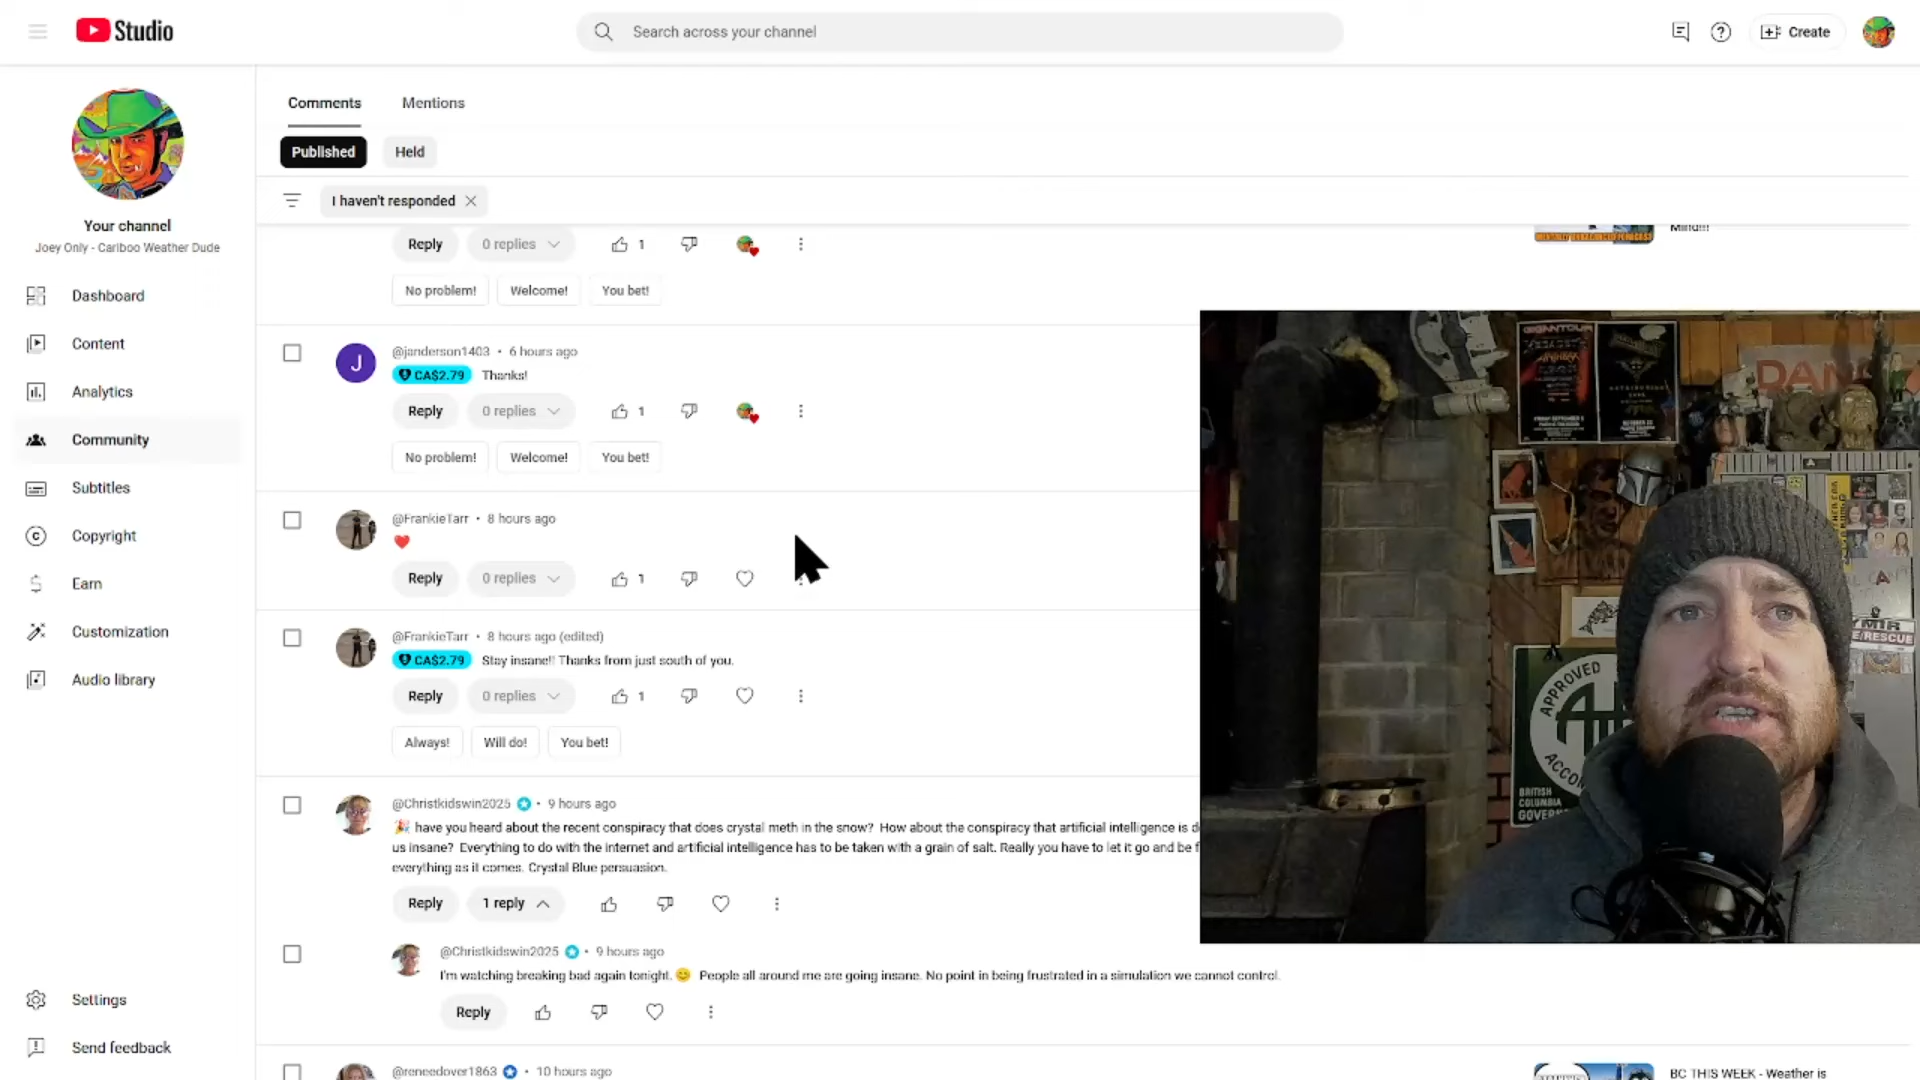 Studio
Search across your channel
Create
Your channel
Joey Only - Cariboo Weather Dude
Dashboard
Content
Analytics
Community
Subtitles
Copyright
Earn
Customization
Audio library
Settings
Send feedback
Comments
Mentions
Published
Held
I haven't responded
Reply
0 replies
1
No problem!
Welcome!
You bet!
@janderson1403 • 6 hours ago
CA$2.79 Thanks!
Reply
0 replies
1
No problem!
Welcome!
You bet!
@FrankieTarr • 8 hours ago
❤️
Reply
0 replies
1
@FrankieTarr • 8 hours ago (edited)
CA$2.79 Stay insane!! Thanks from just south of you.
Reply
0 replies
1
Always!
Will do!
You bet!
@Christkidswin2025 • 9 hours ago
🎉 have you heard about the recent conspiracy that does crystal meth in the snow? How about the conspiracy that artificial intelligence is
us insane? Everything to do with the internet and artificial intelligence has to be taken with a grain of salt. Really you have to let it go and be
everything as it comes. Crystal Blue persuasion.
Reply
1 reply
@Christkidswin2025 • 9 hours ago
I'm watching breaking bad again tonight. 😊 People all around me are going insane. No point in being frustrated in a simulation we cannot control.
Reply
@reneedover1863 • 10 hours ago
BC THIS WEEK - Weather is
J
GIGANTOUR
MEGADETH
ANTHRAX
DAN
APPROVED
BRITISH
COLUMBIA
E/RESCUE